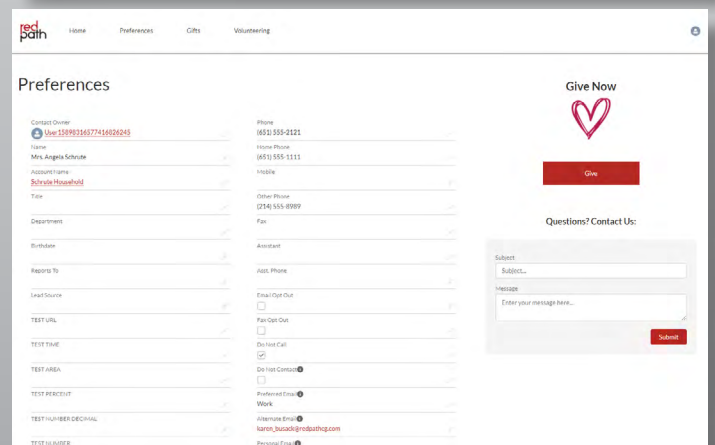 red
path
Home
Preferences
Gifts
Volunteering
Preferences
Contact Owner
User15898316577416026245
Name
Mrs. Angela Schrute
Account Name
Schrute Household
Title
Department
Birthdate
Reports To
Lead Source
TEST URL
TEST TIME
TEST AREA
TEST PERCENT
TEST NUMBER DECIMAL
TEST NUMBER
Phone
(651) 555-2121
Home Phone
(651) 555-1111
Mobile
Other Phone
(214) 555-8989
Fax
Assistant
Asst. Phone
Email Opt Out
Fax Opt Out
Do Not Call
Do Not Contact
Preferred Email
Work
Alternate Email
karen_busack@redpathcg.com
Personal Email
Give Now
Give
Questions? Contact Us:
Subject
Subject...
Message
Enter your message here...
Submit